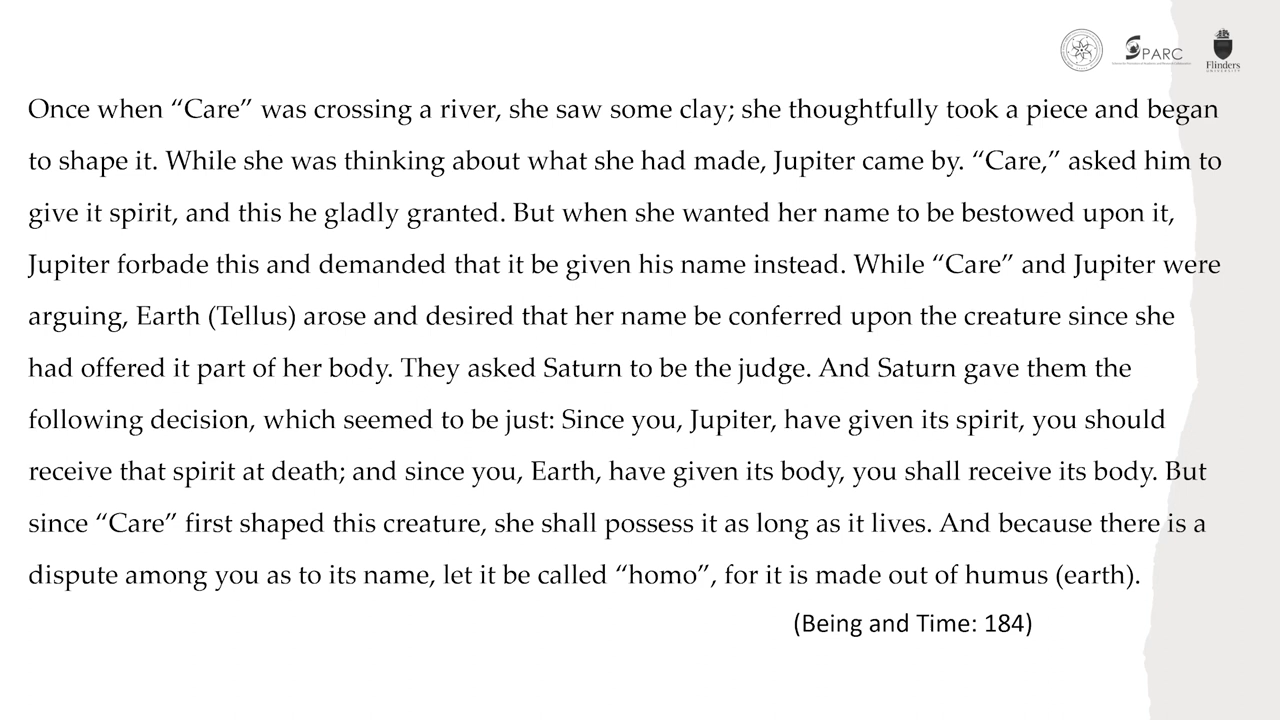 SPARC
Flinders
UNIVERSITY
Once when “Care” was crossing a river, she saw some clay; she thoughtfully took a piece and began
to shape it. While she was thinking about what she had made, Jupiter came by. “Care,” asked him to
give it spirit, and this he gladly granted. But when she wanted her name to be bestowed upon it,
Jupiter forbade this and demanded that it be given his name instead. While “Care” and Jupiter were
arguing, Earth (Tellus) arose and desired that her name be conferred upon the creature since she
had offered it part of her body. They asked Saturn to be the judge. And Saturn gave them the
following decision, which seemed to be just: Since you, Jupiter, have given its spirit, you should
receive that spirit at death; and since you, Earth, have given its body, you shall receive its body. But
since “Care” first shaped this creature, she shall possess it as long as it lives. And because there is a
dispute among you as to its name, let it be called “homo”, for it is made out of humus (earth).
(Being and Time: 184)